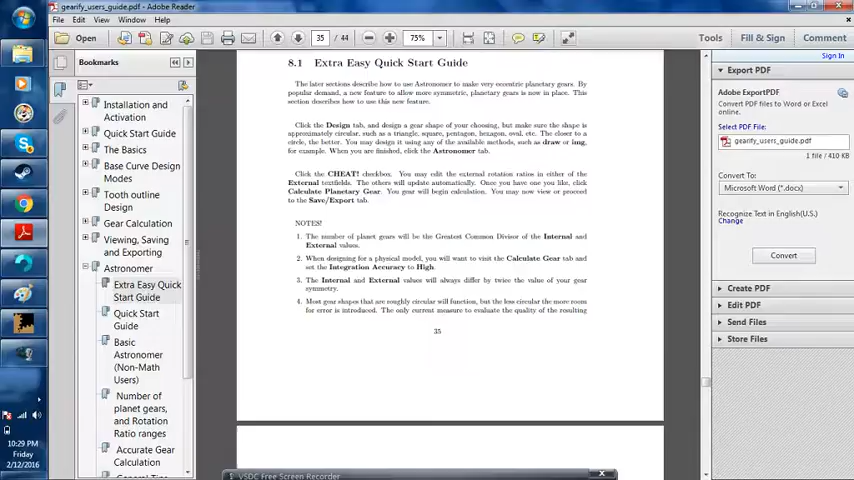 gearify_users_guide.pdf - Adobe Reader
File Edit View Window Help
Open
35 / 44
75%
Tools Fill & Sign Comment
Sign In
Bookmarks
Installation and
Activation
Quick Start Guide
The Basics
Base Curve Design
Modes
Tooth outline
Design
Gear Calculation
Viewing, Saving
and Exporting
Astronomer
Extra Easy Quick
Start Guide
Quick Start
Guide
Basic
Astronomer
(Non-Math
Users)
Number of
planet gears,
and Rotation
Ratio ranges
Accurate Gear
Calculation
8.1 Extra Easy Quick Start Guide
The later sections describe how to use Astronomer to make very eccentric planetary gears. By
popular demand, a new feature to allow more symmetric, planetary gears is now in place. This
section describes how to use this new feature.
Click the Design tab, and design a gear shape of your choosing, but make sure the shape is
approximately circular, such as a triangle, square, pentagon, hexagon, oval, etc. The closer to a
circle, the better. You may design it using any of the available methods, such as draw or img,
for example. When you are finished, click the Astronomer tab.
Click the CHEAT! checkbox. You may edit the external rotation ratios in either of the
External textfields. The others will update automatically. Once you have one you like, click
Calculate Planetary Gear. You gear will begin calculation. You may now view or proceed
to the Save/Export tab.
NOTES!
1. The number of planet gears will be the Greatest Common Divisor of the Internal and
External values.
2. When designing for a physical model, you will want to visit the Calculate Gear tab and
set the Integration Accuracy to High.
3. The Internal and External values will always differ by twice the value of your gear
symmetry.
4. Most gear shapes that are roughly circular will function, but the less circular the more room
for error is introduced. The only current measure to evaluate the quality of the resulting
35
Export PDF
Adobe ExportPDF
Convert PDF files to Word or Excel
online.
Select PDF File:
gearify_users_guide.pdf
1 file / 410 KB
Convert To:
Microsoft Word (*.docx)
Recognize Text in English(U.S.)
Change
Convert
Create PDF
Edit PDF
Send Files
Store Files
10:29 PM
Friday
2/12/2016
VSDC Free Screen Recorder